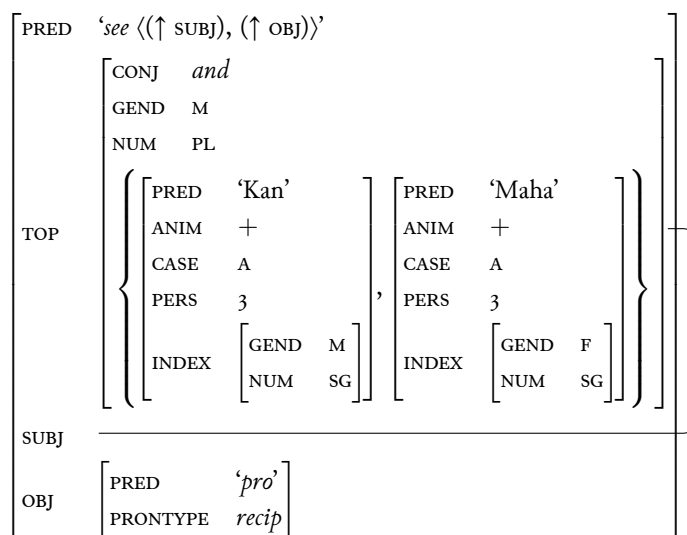 PRED ‘see ⟨(↑ SUBJ), (↑ OBJ)⟩’
CONJ and
GEND M
NUM PL
TOP
PRED ‘Kan’
ANIM +
CASE A
PERS 3
INDEX
GEND M
NUM SG
,
PRED ‘Maha’
ANIM +
CASE A
PERS 3
INDEX
GEND F
NUM SG
SUBJ
OBJ
PRED ‘pro’
PRONTYPE recip